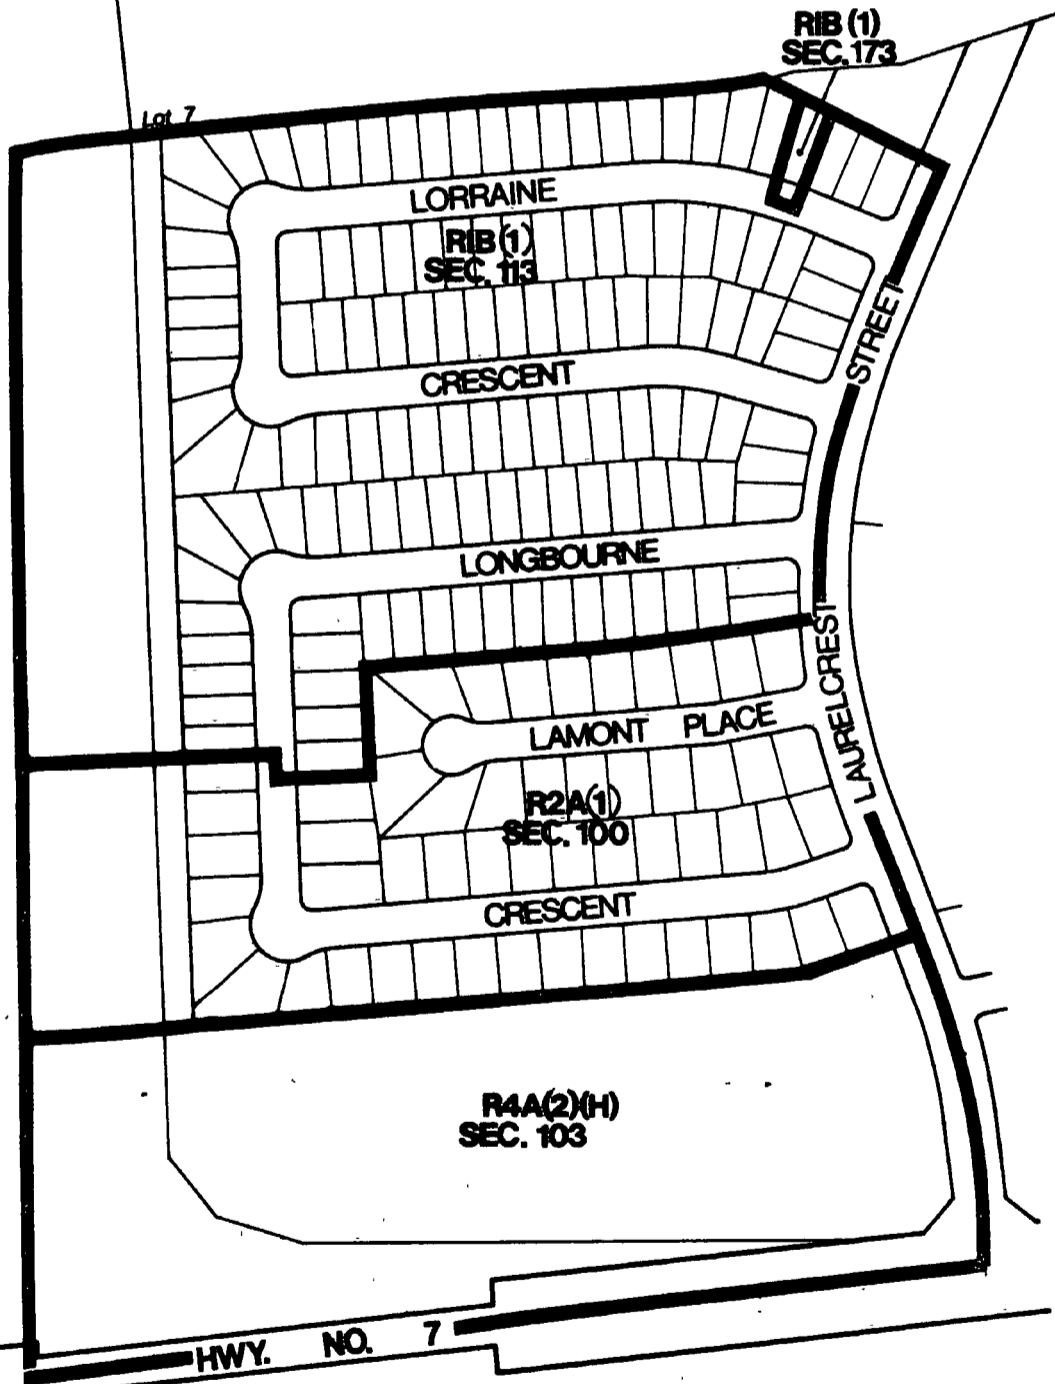 RIB (1)
SEC. 173
Lot 7
LORRAINE
RIB (1)
SEC. 113
STREET
CRESCENT
LONGBOURNE
LAURELCREST
LAMONT PLACE
R2A(1)
SEC. 100
CRESCENT
R4A(2)(H)
SEC. 103
HWY. NO. 7